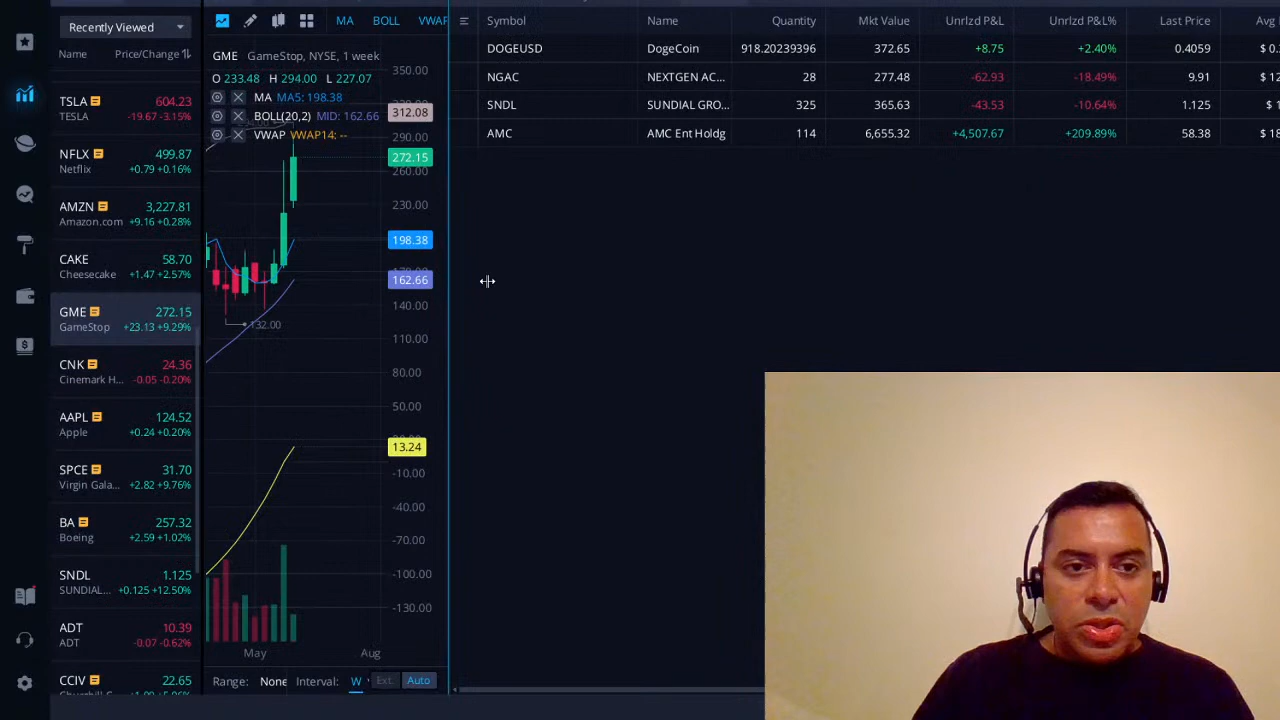 Recently Viewed
Name Price/Change
TSLA 604.23
TESLA -19.67 -3.15%
NFLX 499.87
Netflix +0.79 +0.16%
AMZN 3,227.81
Amazon.com +9.16 +0.28%
CAKE 58.70
Cheesecake +1.47 +2.57%
GME 272.15
GameStop +23.13 +9.29%
CNK 24.36
Cinemark H... -0.05 -0.20%
AAPL 124.52
Apple +0.24 +0.20%
SPCE 31.70
Virgin Gala... +2.82 +9.76%
BA 257.32
Boeing +2.59 +1.02%
SNDL 1.125
SUNDIAL... +0.125 +12.50%
ADT 10.39
ADT -0.07 -0.62%
CCIV 22.65
MA BOLL VWAP
GME GameStop, NYSE, 1 week
O 233.48 H 294.00 L 227.07
MA MA5: 198.38
BOLL(20,2) MID: 162.66
VWAP VWAP14: --
350.00
312.08
290.00
272.15
260.00
230.00
198.38
162.66
140.00
132.00
110.00
80.00
50.00
13.24
-10.00
-40.00
-70.00
-100.00
-130.00
May Aug
Range: None Interval: W Ext. Auto
Symbol Name Quantity Mkt Value Unrlzd P&L Unrlzd P&L% Last Price Avg
DOGEUSD DogeCoin 918.20239396 372.65 +8.75 +2.40% 0.4059 $ 0.
NGAC NEXTGEN AC... 28 277.48 -62.93 -18.49% 9.91 $ 12
SNDL SUNDIAL GRO... 325 365.63 -43.53 -10.64% 1.125 $ 1
AMC AMC Ent Holdg 114 6,655.32 +4,507.67 +209.89% 58.38 $ 18